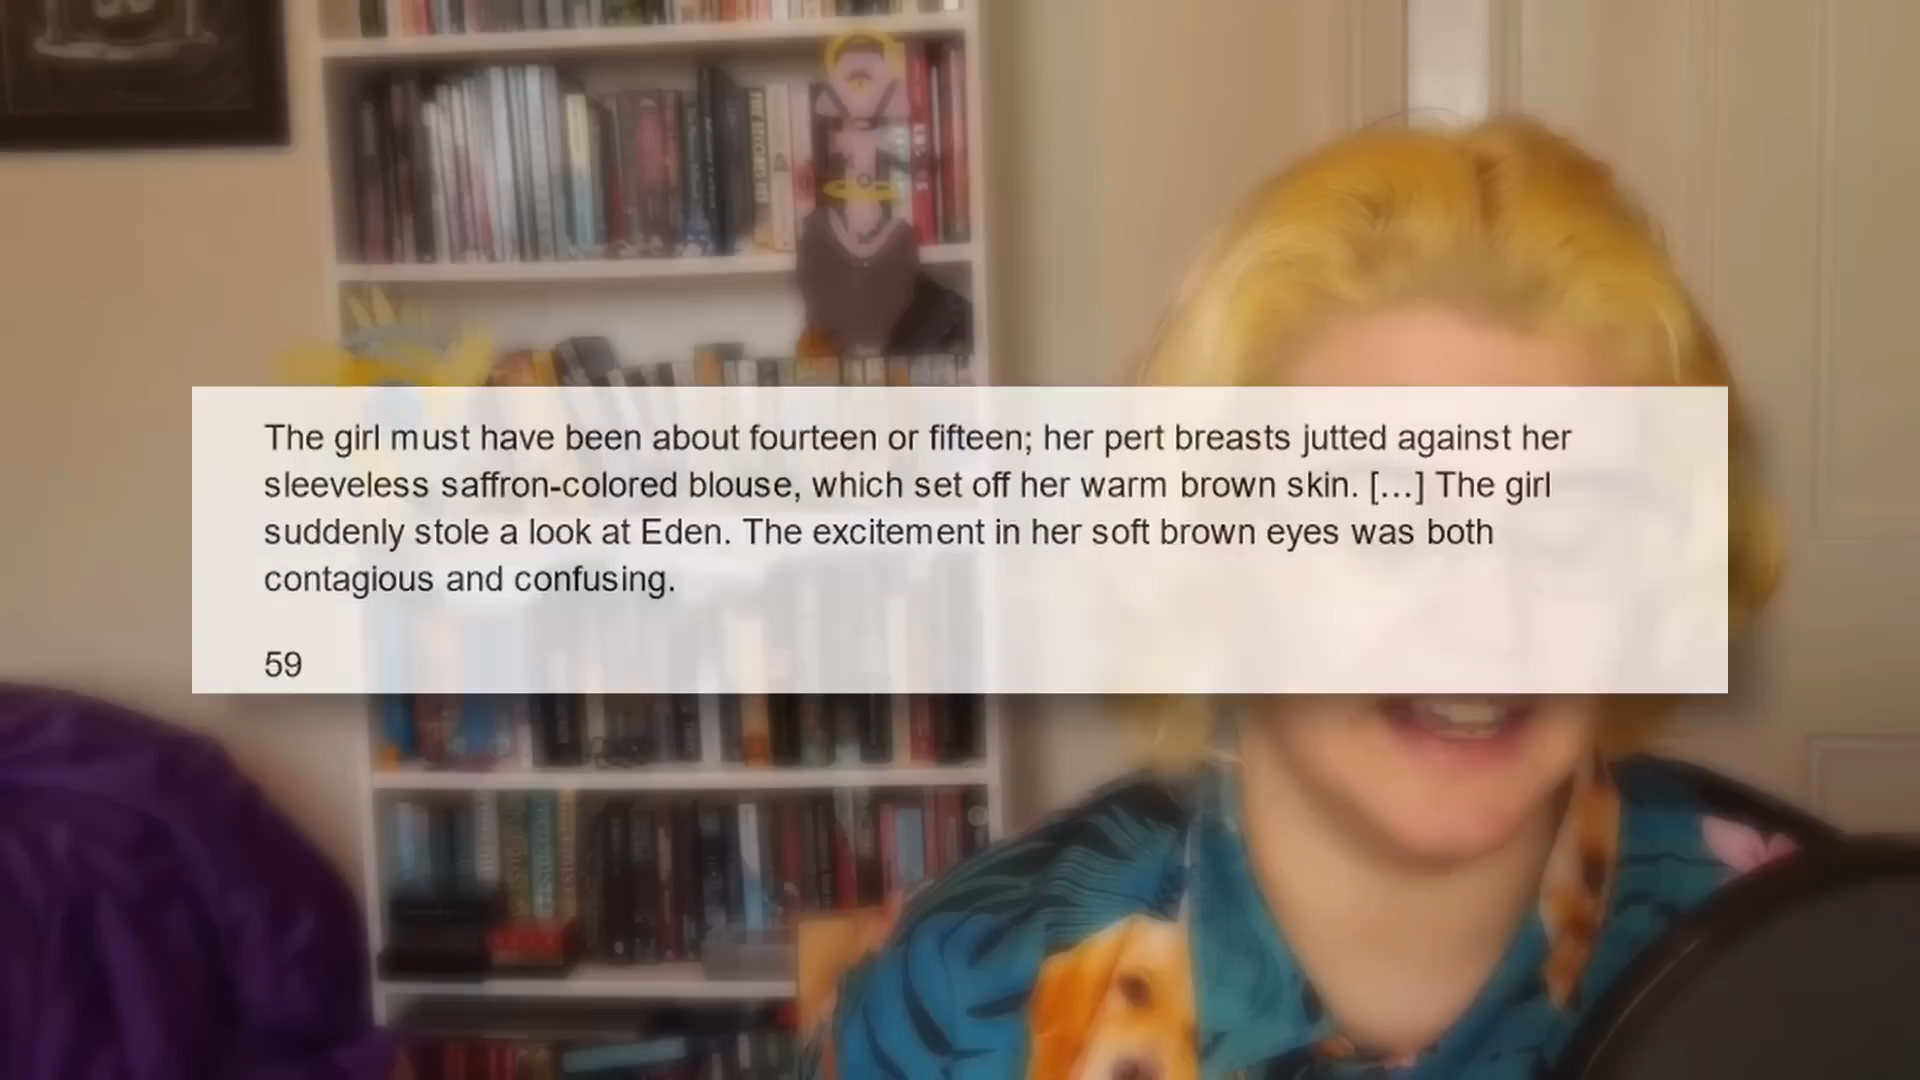 The girl must have been about fourteen or fifteen; her pert breasts jutted against her
sleeveless saffron-colored blouse, which set off her warm brown skin. […] The girl
suddenly stole a look at Eden. The excitement in her soft brown eyes was both
contagious and confusing.
59